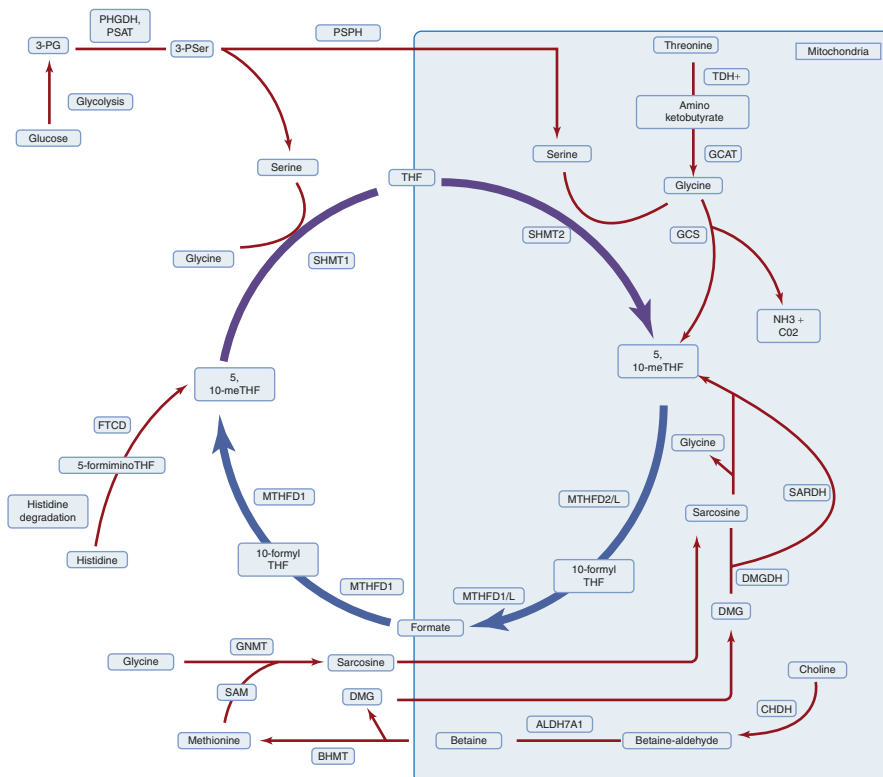 PHGDH,
PSAT
3-PG
3-PSer
PSPH
Threonine
Mitochondria
TDH+
Glycolysis
Amino
ketobutyrate
Glucose
Serine
Serine
GCAT
THF
Glycine
Glycine
SHMT1
SHMT2
GCS
NH3 +
C02
5,
10-meTHF
5,
10-meTHF
FTCD
Glycine
5-formiminoTHF
MTHFD1
MTHFD2/L
SARDH
Histidine
degradation
Sarcosine
Histidine
10-formyl
THF
10-formyl
THF
MTHFD1
MTHFD1/L
DMGDH
DMG
Formate
GNMT
Glycine
Sarcosine
Choline
SAM
DMG
CHDH
Methionine
BHMT
Betaine
ALDH7A1
Betaine-aldehyde